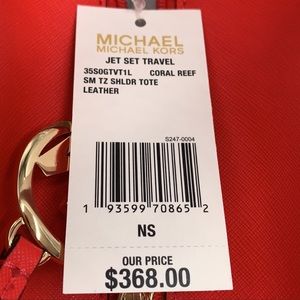 MICHAEL
MICHAEL KORS
JET SET TRAVEL
35S0GTVT1L CORAL REEF
SM TZ SHLDR TOTE
LEATHER
S247-0004
1 93599 70865 2
NS
OUR PRICE
$368.00